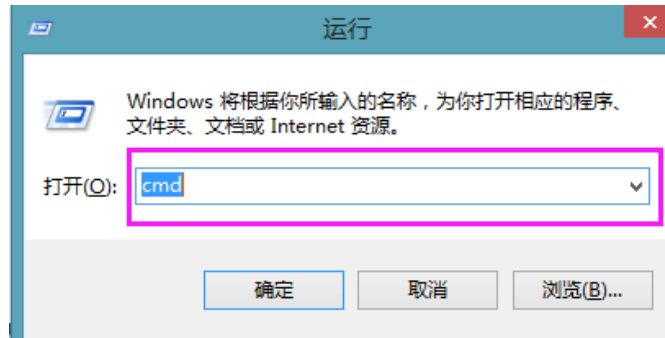 运行
Windows 将根据你所输入的名称，为你打开相应的程序、
文件夹、文档或 Internet 资源。
打开(O): cmd
确定 取消 浏览(B)...